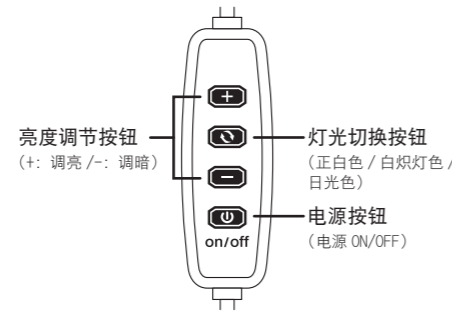 亮度调节按钮
（+: 调亮 /-: 调暗）
灯光切换按钮
（正白色 / 白炽灯色 /
日光色）
电源按钮
（电源 ON/OFF）
on/off